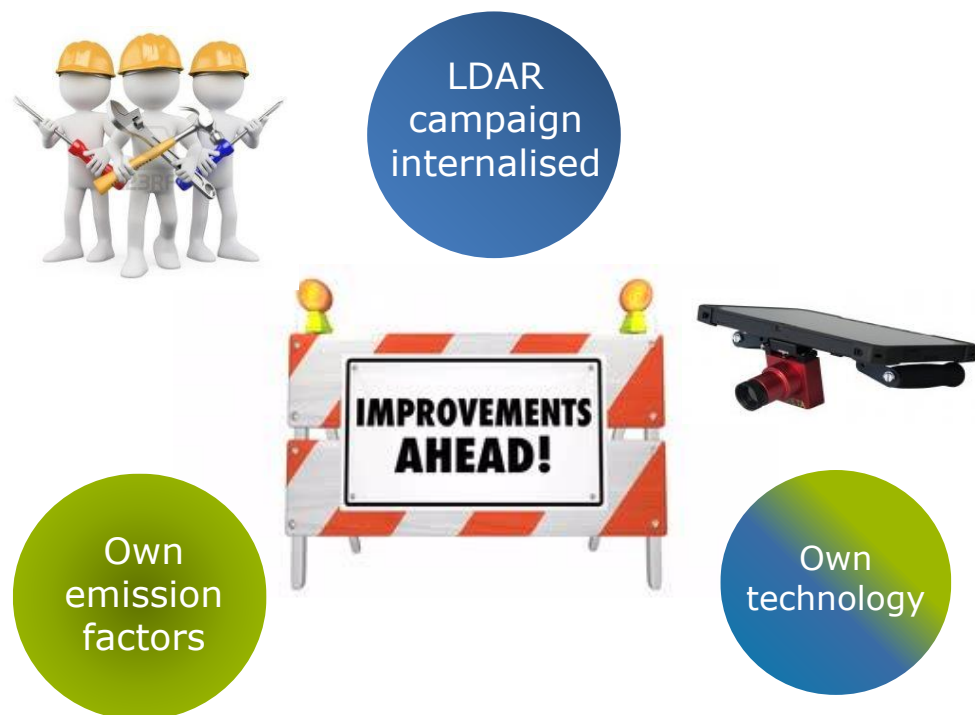 LDAR
campaign
internalised
IMPROVEMENTS
AHEAD!
Own
emission
factors
Own
technology